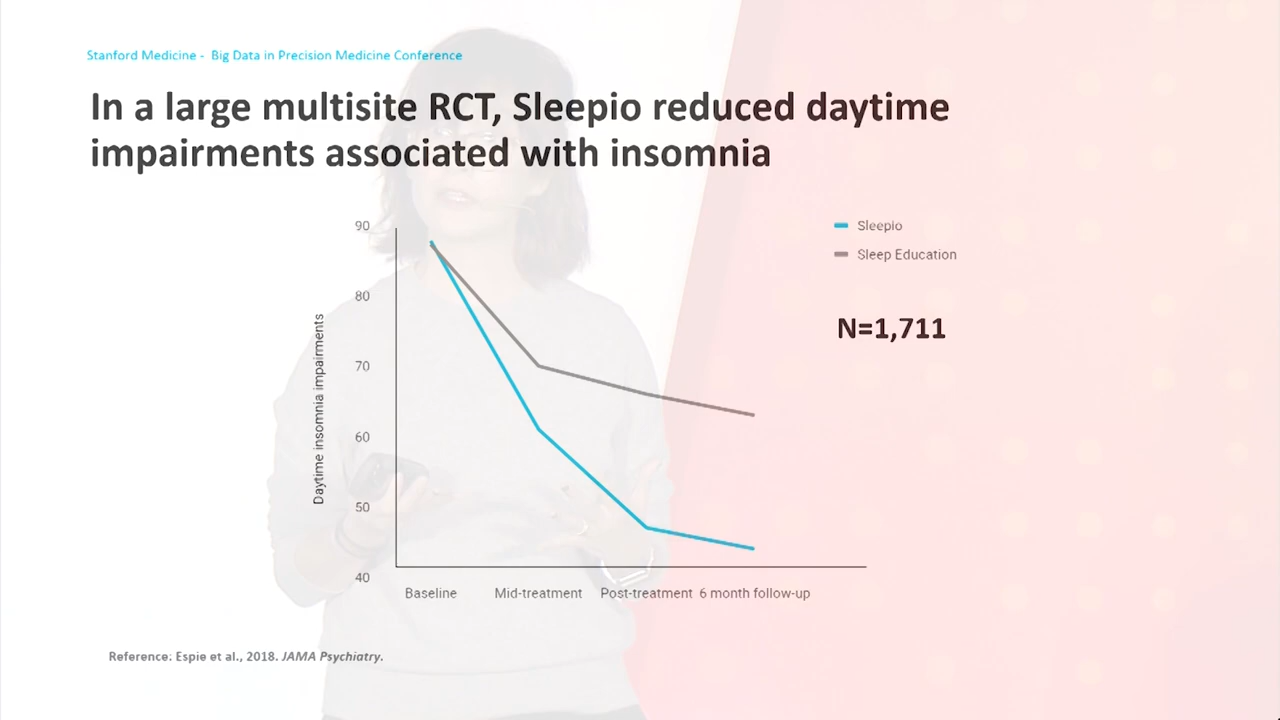 Stanford Medicine - Big Data in Precision Medicine Conference
In a large multisite RCT, Sleepio reduced daytime
impairments associated with insomnia
90
80
70
60
50
40
Daytime insomnia impairments
Baseline
Mid-treatment
Post-treatment
6 month follow-up
Sleepio
Sleep Education
N=1,711
Reference: Espie et al., 2018. JAMA Psychiatry.